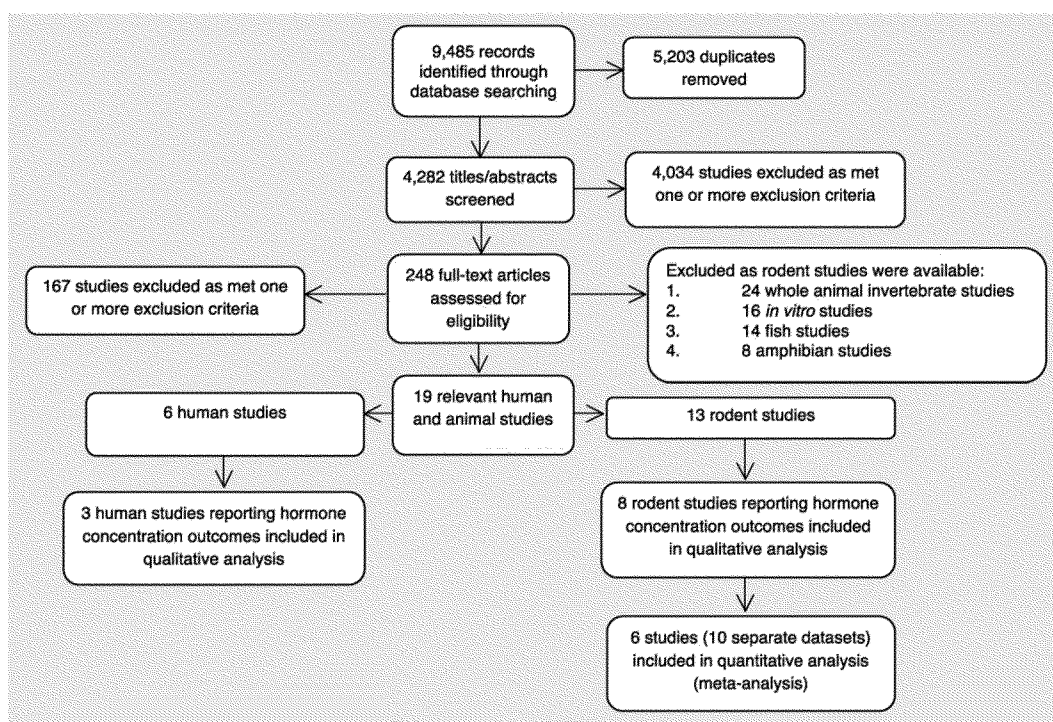 9,485 records
identified through
database searching
5,203 duplicates
removed
4,282 titles/abstracts
screened
4,034 studies excluded as met
one or more exclusion criteria
167 studies excluded as met one
or more exclusion criteria
248 full-text articles
assessed for
eligibility
Excluded as rodent studies were available:
1. 24 whole animal invertebrate studies
2. 16 in vitro studies
3. 14 fish studies
4. 8 amphibian studies
6 human studies
19 relevant human
and animal studies
13 rodent studies
3 human studies reporting hormone
concentration outcomes included in
qualitative analysis
8 rodent studies reporting hormone
concentration outcomes included
in qualitative analysis
6 studies (10 separate datasets)
included in quantitative analysis
(meta-analysis)